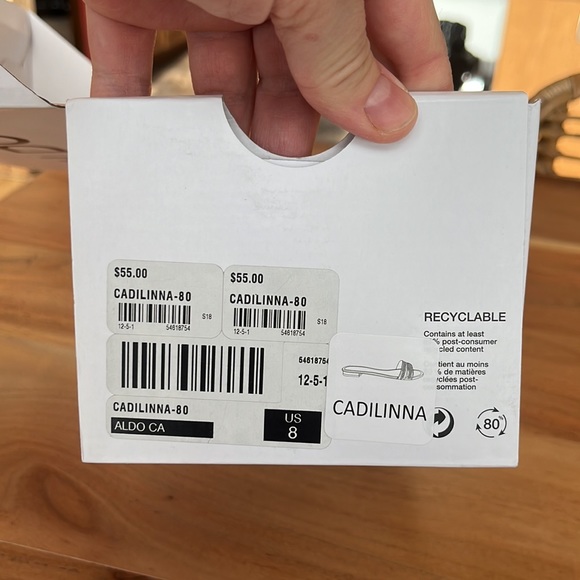 $55.00
CADILINNA-80
S18
12-5-1 54618754
$55.00
CADILINNA-80
S18
12-5-1 54618754
5461875
12-5-1
CADILINNA-80
ALDO CA
US
8
CADILINNA
RECYCLABLE
Contains at least
% post-consumer
cled content
tient au moins
% de matières
yclées post-
sommation
80%